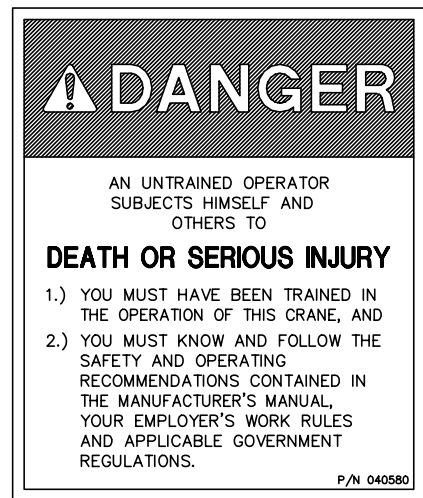 DANGER
AN UNTRAINED OPERATOR
SUBJECTS HIMSELF AND
OTHERS TO
DEATH OR SERIOUS INJURY
1.) YOU MUST HAVE BEEN TRAINED IN
THE OPERATION OF THIS CRANE, AND
2.) YOU MUST KNOW AND FOLLOW THE
SAFETY AND OPERATING
RECOMMENDATIONS CONTAINED IN
THE MANUFACTURER'S MANUAL,
YOUR EMPLOYER'S WORK RULES
AND APPLICABLE GOVERNMENT
REGULATIONS.
P/N 040580